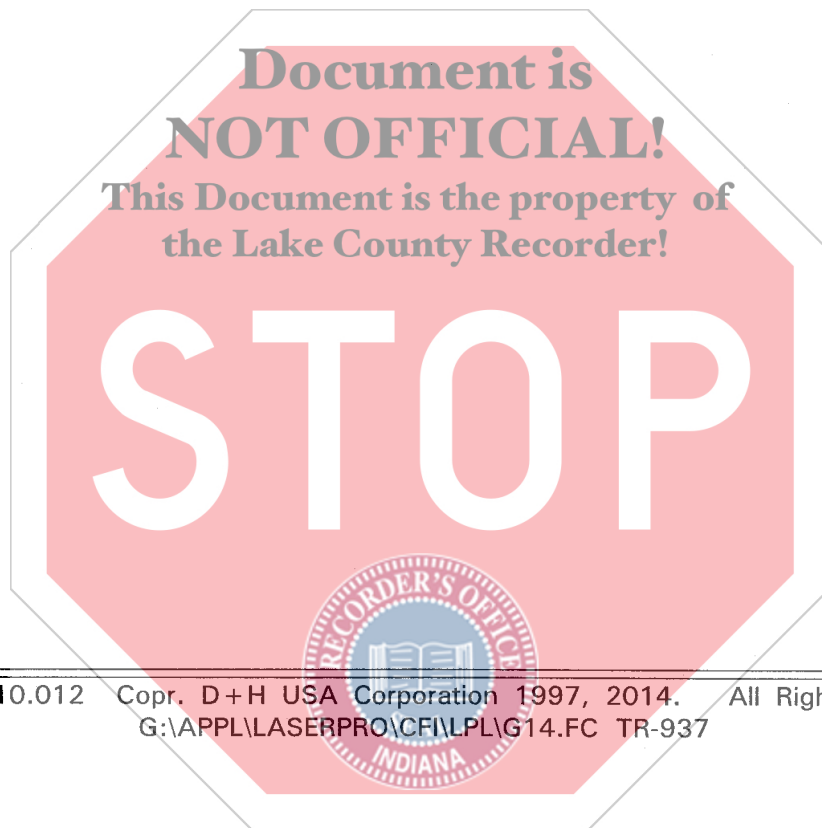 Document is
NOT OFFICIAL!
This Document is the property of
the Lake County Recorder!
STOP
RECORDER'S OFFICE
10.012 Copr. D+H USA Corporation 1997, 2014. All Righ
G:\APPL\LASERPRO\CFI\LPL\G14.FC TR-937
INDIANA